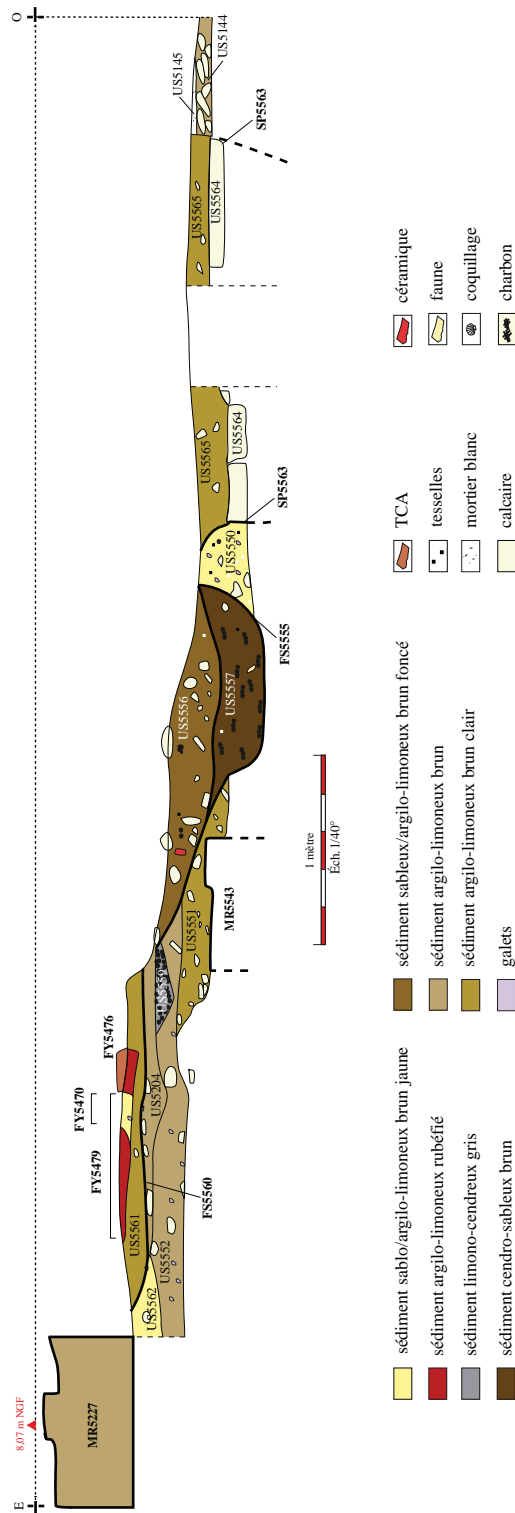 E
8,07 m NGF
O
MR5227
US5562
US5552
US5561
FS5560
FY5479
FY5470
FY5476
US5204
US5559
US5551
MR5543
US5556
US5557
FS5555
US5550
SP5563
US5565
US5564
US5565
US5564
SP5563
US5145
US5144
1 mètre
Éch. 1/40°
sédiment sablo/argilo-limoneux brun jaune
sédiment argilo-limoneux rubéfié
sédiment limono-cendreux gris
sédiment cendro-sableux brun
sédiment sableux/argilo-limoneux brun foncé
sédiment argilo-limoneux brun
sédiment argilo-limoneux brun clair
galets
TCA
tesselles
mortier blanc
calcaire
céramique
faune
coquillage
charbon